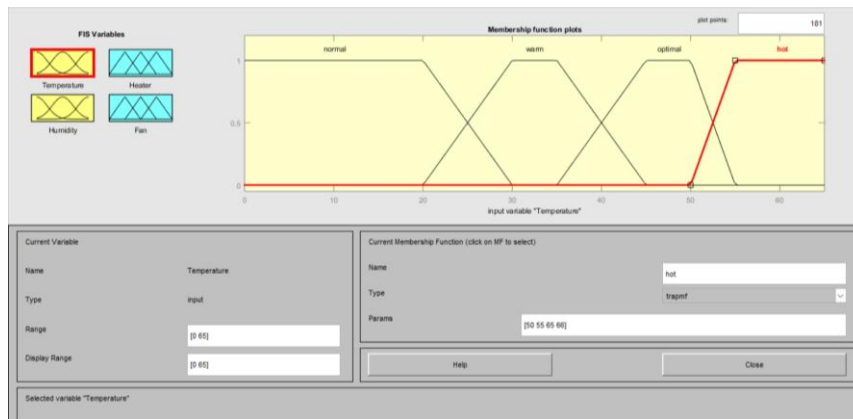 FIS Variables
Temperature
Heater
Humidity
Fan
Membership function plots
plot points:
181
normal
warm
optimal
hot
1
0.5
0
0 10 20 30 40 50 60
input variable "Temperature"
Current Variable
Name
Temperature
Type
input
Range
[0 65]
Display Range
[0 65]
Current Membership Function (click on MF to select)
Name
hot
Type
trapmf
Params
[50 55 65 66]
Help
Close
Selected variable "Temperature"